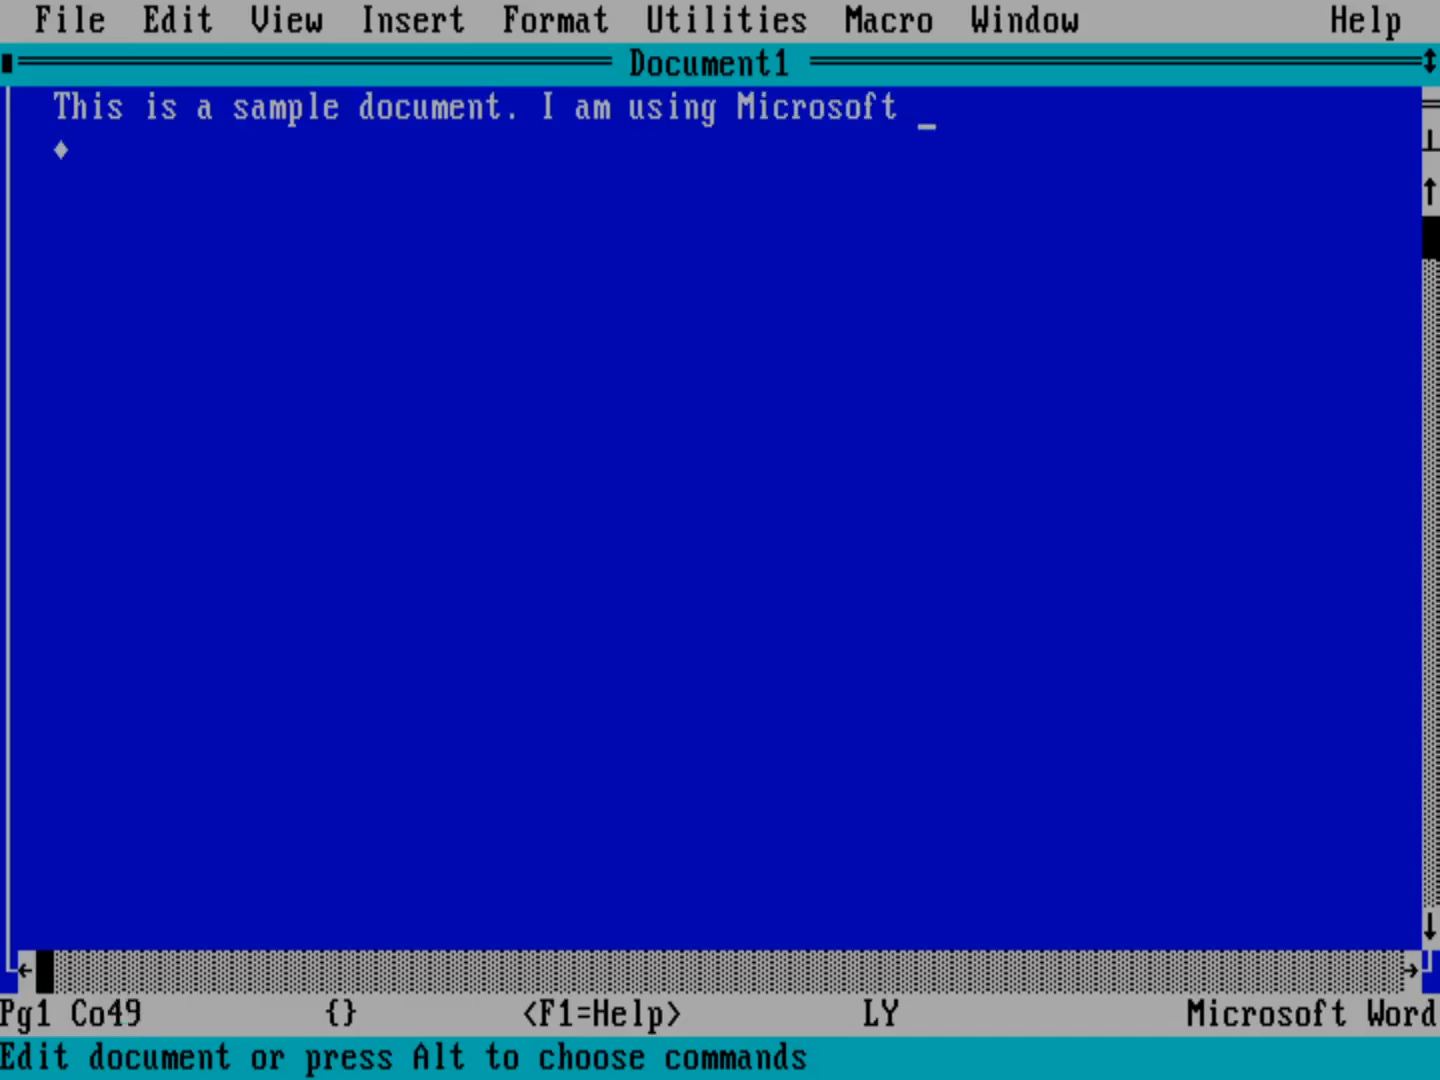 File Edit View Insert Format Utilities Macro Window Help
Document1
This is a sample document. I am using Microsoft _
Pg1 Co49 {} <F1=Help> LY Microsoft Word
Edit document or press Alt to choose commands